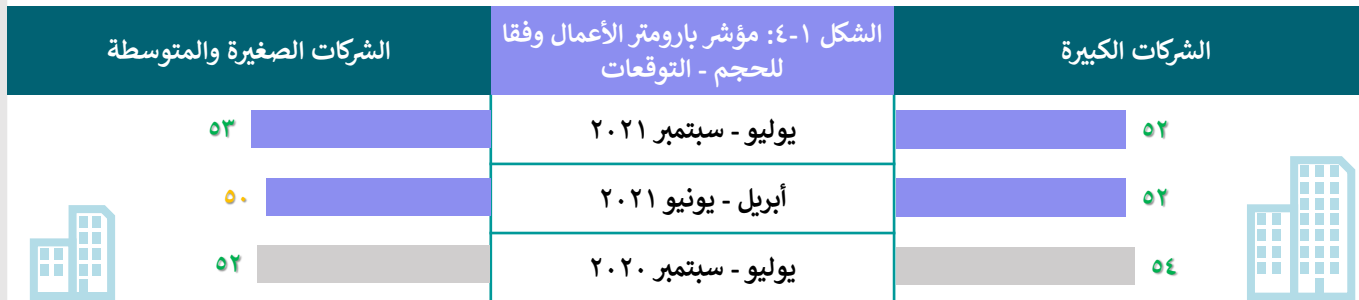 الشركات الكبيرة
الشكل ١-٤: مؤشر بارومتر الأعمال وفقا
للحجم - التوقعات
الشركات الصغيرة والمتوسطة
٥٢
يوليو - سبتمبر ٢٠٢١
٥٣
٥٢
أبريل - يونيو ٢٠٢١
٥٠
٥٤
يوليو - سبتمبر ٢٠٢٠
٥٢